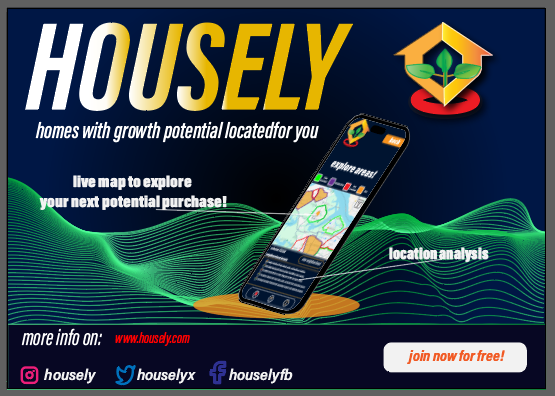 HOUSELY
homes with growth potential locatedfor you
explore areas!
live map to explore
your next potential purchase!
location analysis
more info on: www.housely.com
join now for free!
housely houselyx houselyfb